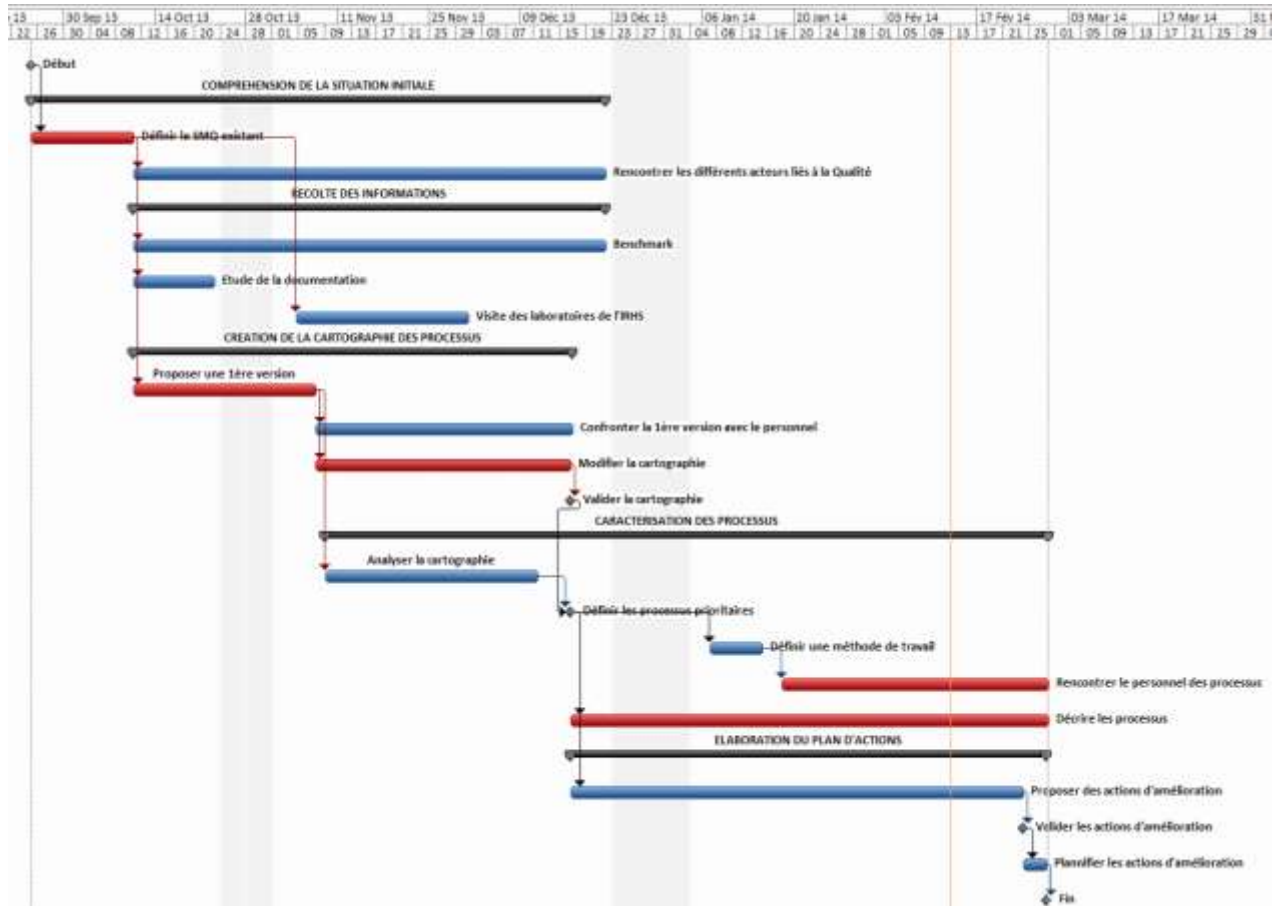 13 30 Sep 13 14 Oct 13 28 Oct 13 11 Nov 13 25 Nov 13 09 Déc 13 23 Déc 13 06 Jan 14 20 Jan 14 03 Fév 14 17 Fév 14 03 Mar 14 17 Mar 14 31
22 26 30 04 08 12 16 20 24 28 01 05 09 13 17 21 25 29 03 07 11 15 19 23 27 31 04 08 12 16 20 24 28 01 05 09 13 17 21 25 01 05 09 13 17 21 25 29
Début
COMPREHENSION DE LA SITUATION INITIALE
Définir le SMQ existant
Rencontrer les différents acteurs liés à la Qualité
RECOLTE DES INFORMATIONS
Benchmark
Etude de la documentation
Visite des laboratoires de l'IRHS
CREATION DE LA CARTOGRAPHIE DES PROCESSUS
Proposer une 1ère version
Confronter la 1ère version avec le personnel
Modifier la cartographie
Valider la cartographie
CARACTERISATION DES PROCESSUS
Analyser la cartographie
Définir les processus prioritaires
Définir une méthode de travail
Rencontrer le personnel des processus
Décrire les processus
ELABORATION DU PLAN D'ACTIONS
Proposer des actions d'amélioration
Valider les actions d'amélioration
Plannifier les actions d'amélioration
Fin